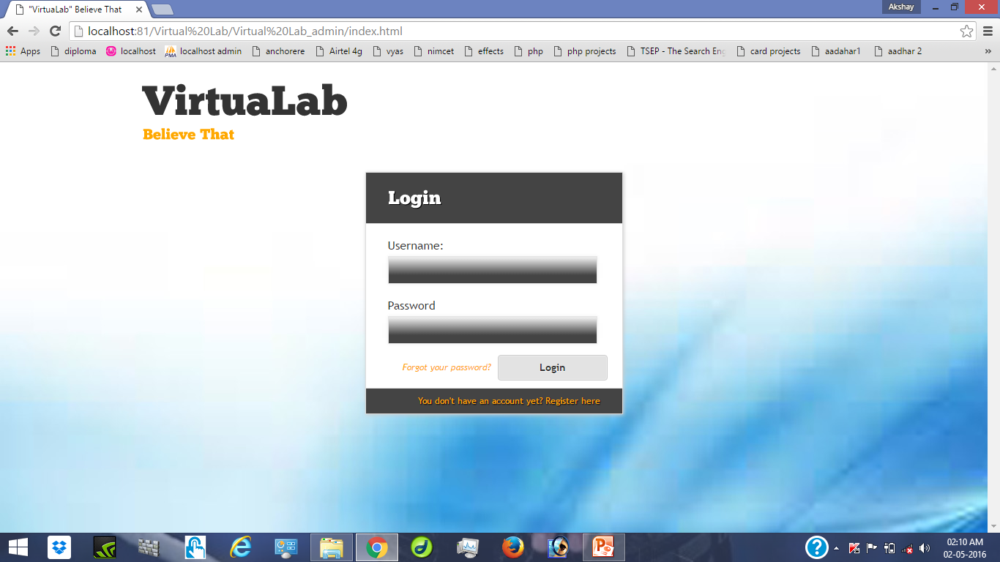 "VirtuaLab" Believe That
Akshay
localhost:81/Virtual%20Lab/Virtual%20Lab_admin/index.html
Apps diploma localhost localhost admin anchorere Airtel 4g vyas nimcet effects php php projects TSEP - The Search Eng card projects aadahar1 aadhar 2 »
VirtuaLab
Believe That
Login
Username:
Password
Forgot your password? Login
You don't have an account yet? Register here
02:10 AM
02-05-2016